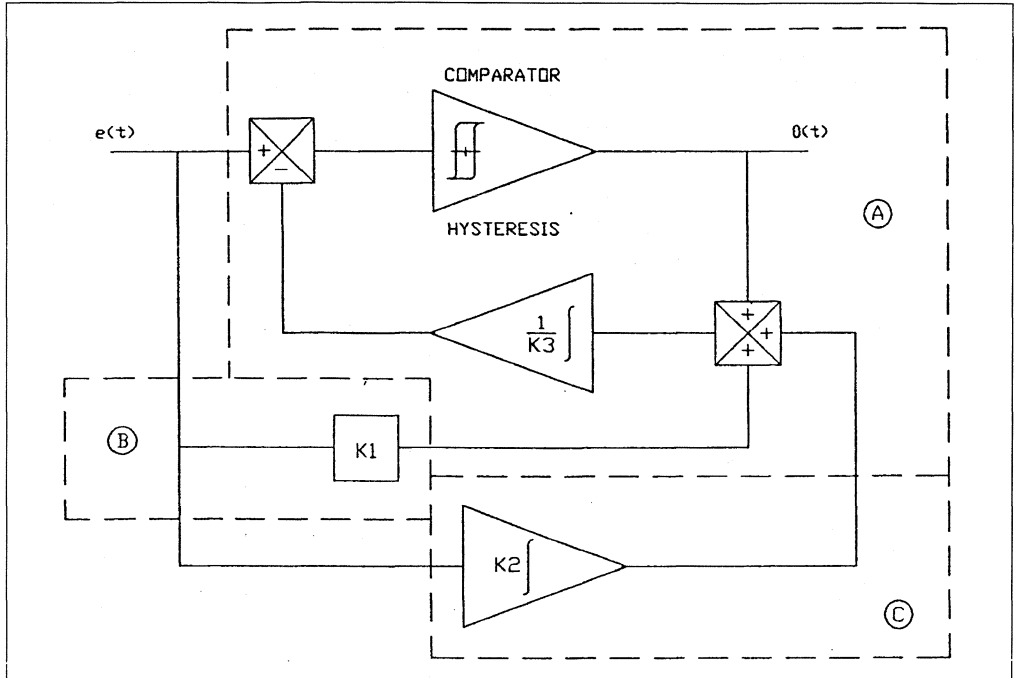 COMPARATOR
e(t)
+
-
+
0(t)
HYSTERESIS
A
1
K3
∫
+
+
+
B
K1
K2∫
C